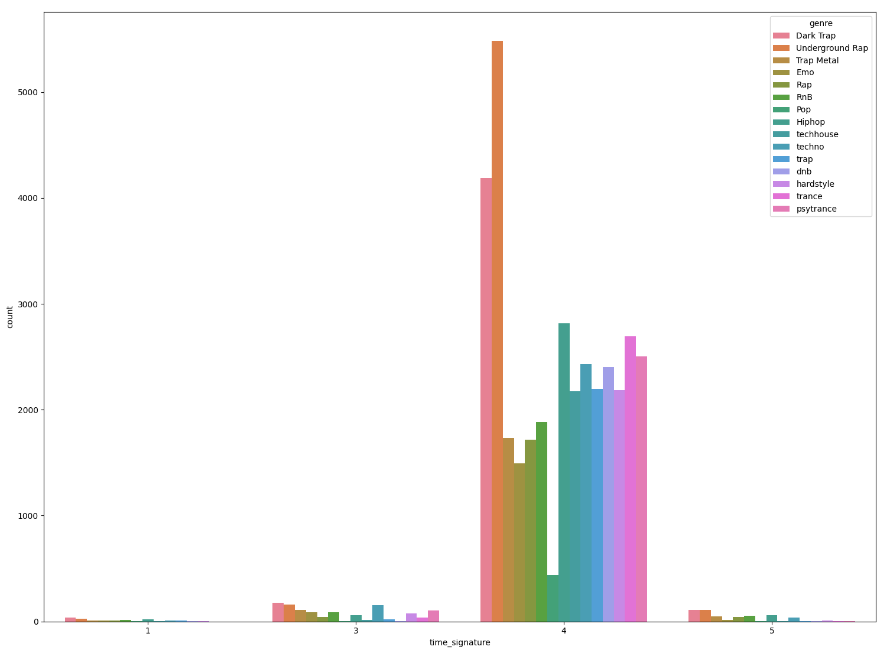 genre
Dark Trap
Underground Rap
Trap Metal
Emo
Rap
RnB
Pop
Hiphop
techhouse
techno
trap
dnb
hardstyle
trance
psytrance
5000
4000
3000
2000
1000
0
count
1 3 4 5
time_signature